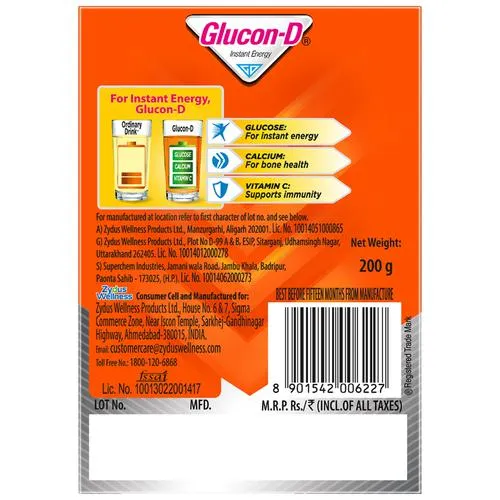 Glucon-D®
Instant Energy
For Instant Energy,
Glucon-D
Ordinary
Drink*
Glucon-D
GLUCOSE
CALCIUM
VITAMIN C
GLUCOSE:
For instant energy
CALCIUM:
For bone health
VITAMIN C:
Supports immunity
For manufactured at location refer to first character of lot no. and see below.
A) Zydus Wellness Products Ltd., Manzurgarhi, Aligarh 202001. Lic No. 10014051000865
G) Zydus Wellness Products Ltd., Plot No D-99 A & B, ESIP, Sitarganj, Udhamsingh Nagar,
Uttarakhand 262405. Lic No. 10014012000278
S) Superchem Industries, Jamani wala Road, Jambu Khala, Badripur,
Paonta Sahib - 173025, (H.P.). Lic No. 10014062000273
Net Weight:
200 g
Zydus
Wellness
Consumer Cell and Manufactured for:
Zydus Wellness Products Ltd., House No. 6 & 7, Sigma
Commerce Zone, Near Iscon Temple, Sarkhej-Gandhinagar
Highway, Ahmedabad-380015, INDIA.
Email: customercare@zyduswellness.com
Toll Free No.: 1800-120-6868
fssai
Lic. No. 10013022001417
BEST BEFORE FIFTEEN MONTHS FROM MANUFACTURE
8 901542 006227
® Registered Trade Mark
LOT No. MFD. M.R.P. Rs./₹ (INCL.OF ALL TAXES)